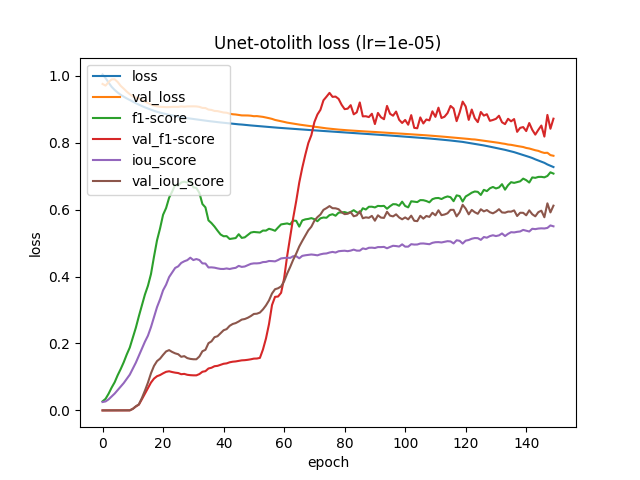 Unet-otolith loss (lr=1e-05)
loss
val_loss
f1-score
val_f1-score
iou_score
val_iou_score
1.0
0.8
0.6
0.4
0.2
0.0
loss
0 20 40 60 80 100 120 140
epoch